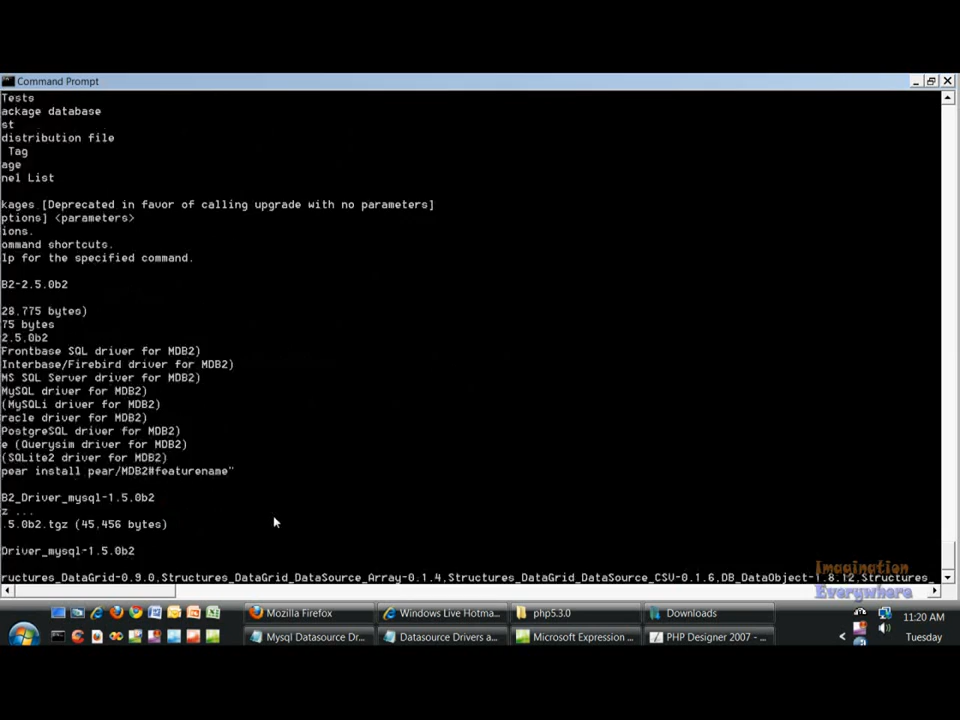 Command Prompt
Tests
ackage database
st
distribution file
Tag
age
nel List
kages [Deprecated in favor of calling upgrade with no parameters]
ptions] <parameters>
ions.
ommand shortcuts.
lp for the specified command.
B2-2.5.0b2
28,775 bytes)
75 bytes
2.5.0b2
Frontbase SQL driver for MDB2)
Interbase/Firebird driver for MDB2)
MS SQL Server driver for MDB2)
MySQL driver for MDB2)
(MySQLi driver for MDB2)
racle driver for MDB2)
PostgreSQL driver for MDB2)
e (Querysim driver for MDB2)
(SQLite2 driver for MDB2)
pear install pear/MDB2#featurename"
B2_Driver_mysql-1.5.0b2
z ...
.5.0b2.tgz (45,456 bytes)
Driver_mysql-1.5.0b2
ructures_DataGrid-0.9.0,Structures_DataGrid_DataSource_Array-0.1.4,Structures_DataGrid_DataSource_CSV-0.1.6,DB_DataObject-1.8.12,Structures_
Imagination
Everywhere
Mozilla Firefox
Windows Live Hotma...
php5.3.0
Downloads
11:20 AM
Mysql Datasource Dr...
Datasource Drivers a...
Microsoft Expression ...
PHP Designer 2007 - ...
Tuesday